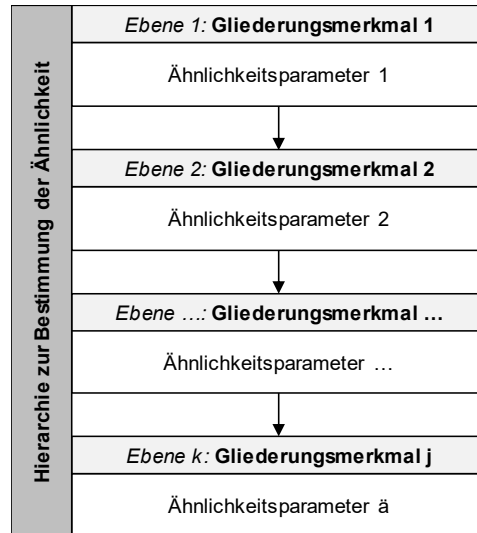 Hierarchie zur Bestimmung der Ähnlichkeit
Ebene 1: Gliederungsmerkmal 1
Ähnlichkeitsparameter 1
Ebene 2: Gliederungsmerkmal 2
Ähnlichkeitsparameter 2
Ebene …: Gliederungsmerkmal …
Ähnlichkeitsparameter …
Ebene k: Gliederungsmerkmal j
Ähnlichkeitsparameter ä